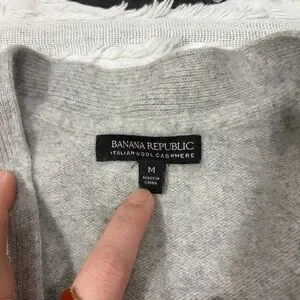 BANANA REPUBLIC
ITALIAN WOOL CASHMERE
M
MADE IN
CHINA